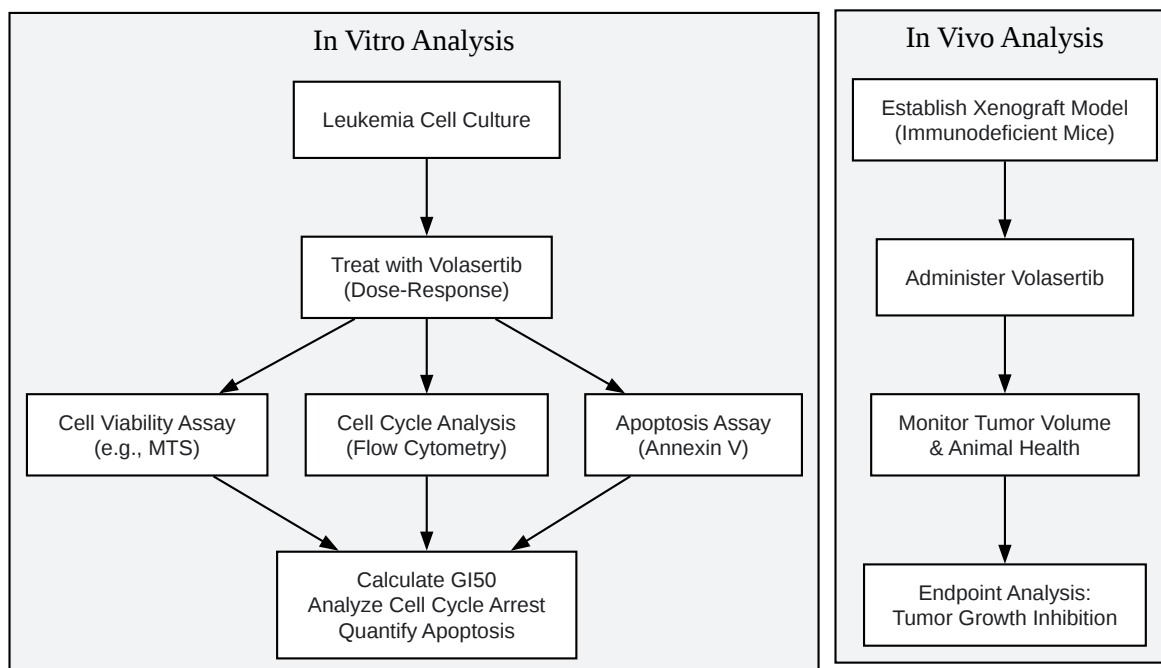 In Vitro Analysis
Leukemia Cell Culture
Treat with Volasertib
(Dose-Response)
Cell Viability Assay
(e.g., MTS)
Cell Cycle Analysis
(Flow Cytometry)
Apoptosis Assay
(Annexin V)
Calculate GI50
Analyze Cell Cycle Arrest
Quantify Apoptosis
In Vivo Analysis
Establish Xenograft Model
(Immunodeficient Mice)
Administer Volasertib
Monitor Tumor Volume
& Animal Health
Endpoint Analysis:
Tumor Growth Inhibition